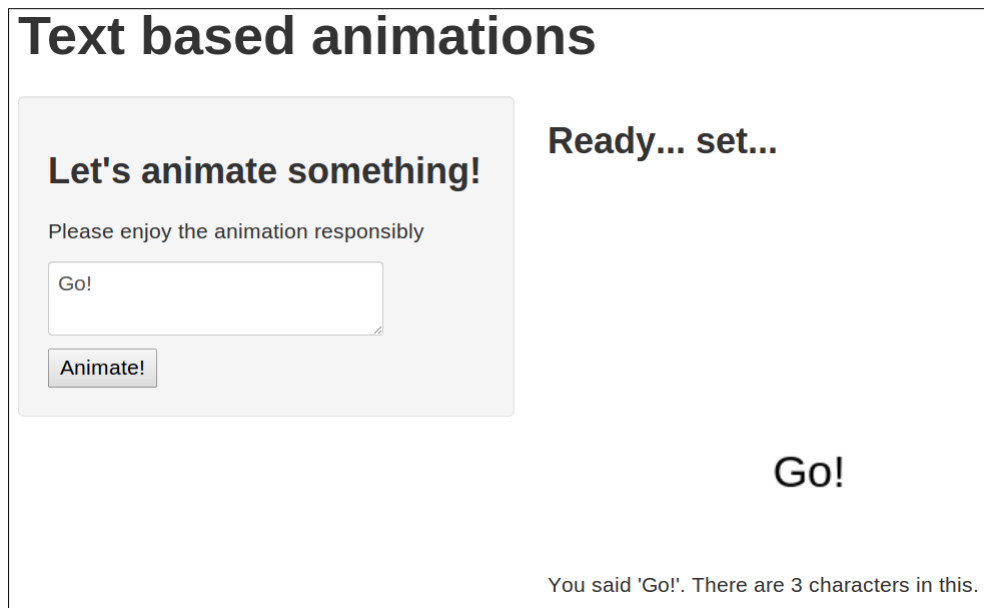 Text based animations
Let's animate something!
Please enjoy the animation responsibly
Go!
Animate!
Ready... set...
Go!
You said 'Go!'. There are 3 characters in this.